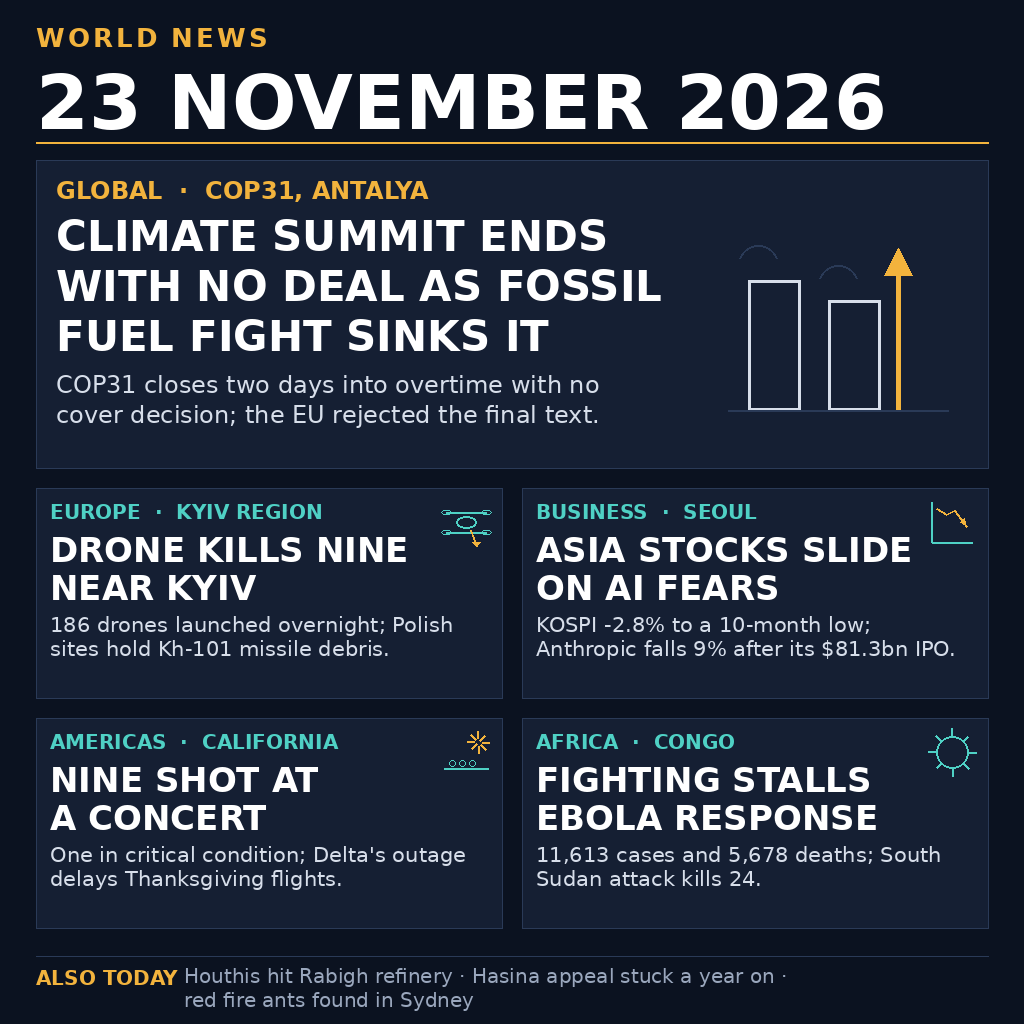 WORLD NEWS
23 NOVEMBER 2026
GLOBAL · COP31, ANTALYA
CLIMATE SUMMIT ENDS
WITH NO DEAL AS FOSSIL
FUEL FIGHT SINKS IT
COP31 closes two days into overtime with no
cover decision; the EU rejected the final text.
EUROPE · KYIV REGION
DRONE KILLS NINE
NEAR KYIV
186 drones launched overnight; Polish
sites hold Kh-101 missile debris.
BUSINESS · SEOUL
ASIA STOCKS SLIDE
ON AI FEARS
KOSPI -2.8% to a 10-month low;
Anthropic falls 9% after its $81.3bn IPO.
AMERICAS · CALIFORNIA
NINE SHOT AT
A CONCERT
One in critical condition; Delta's outage
delays Thanksgiving flights.
AFRICA · CONGO
FIGHTING STALLS
EBOLA RESPONSE
11,613 cases and 5,678 deaths; South
Sudan attack kills 24.
ALSO TODAY Houthis hit Rabigh refinery · Hasina appeal stuck a year on ·
red fire ants found in Sydney